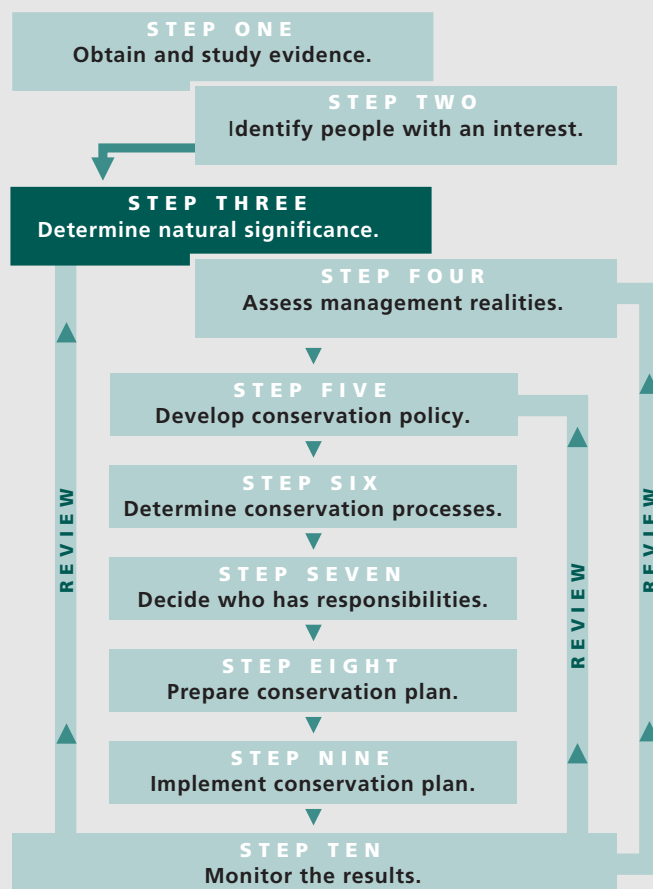 STEP ONE
Obtain and study evidence.
STEP TWO
Identify people with an interest.
STEP THREE
Determine natural significance.
STEP FOUR
Assess management realities.
STEP FIVE
Develop conservation policy.
STEP SIX
Determine conservation processes.
STEP SEVEN
Decide who has responsibilities.
STEP EIGHT
Prepare conservation plan.
STEP NINE
Implement conservation plan.
STEP TEN
Monitor the results.
REVIEW
REVIEW
REVIEW